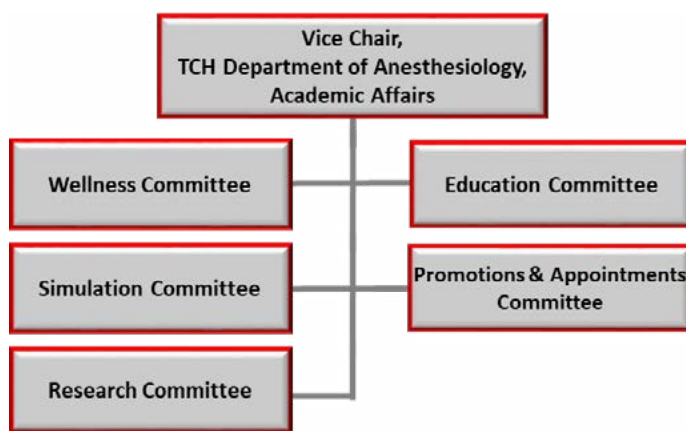 Vice Chair,
TCH Department of Anesthesiology,
Academic Affairs
Wellness Committee
Education Committee
Simulation Committee
Promotions & Appointments
Committee
Research Committee